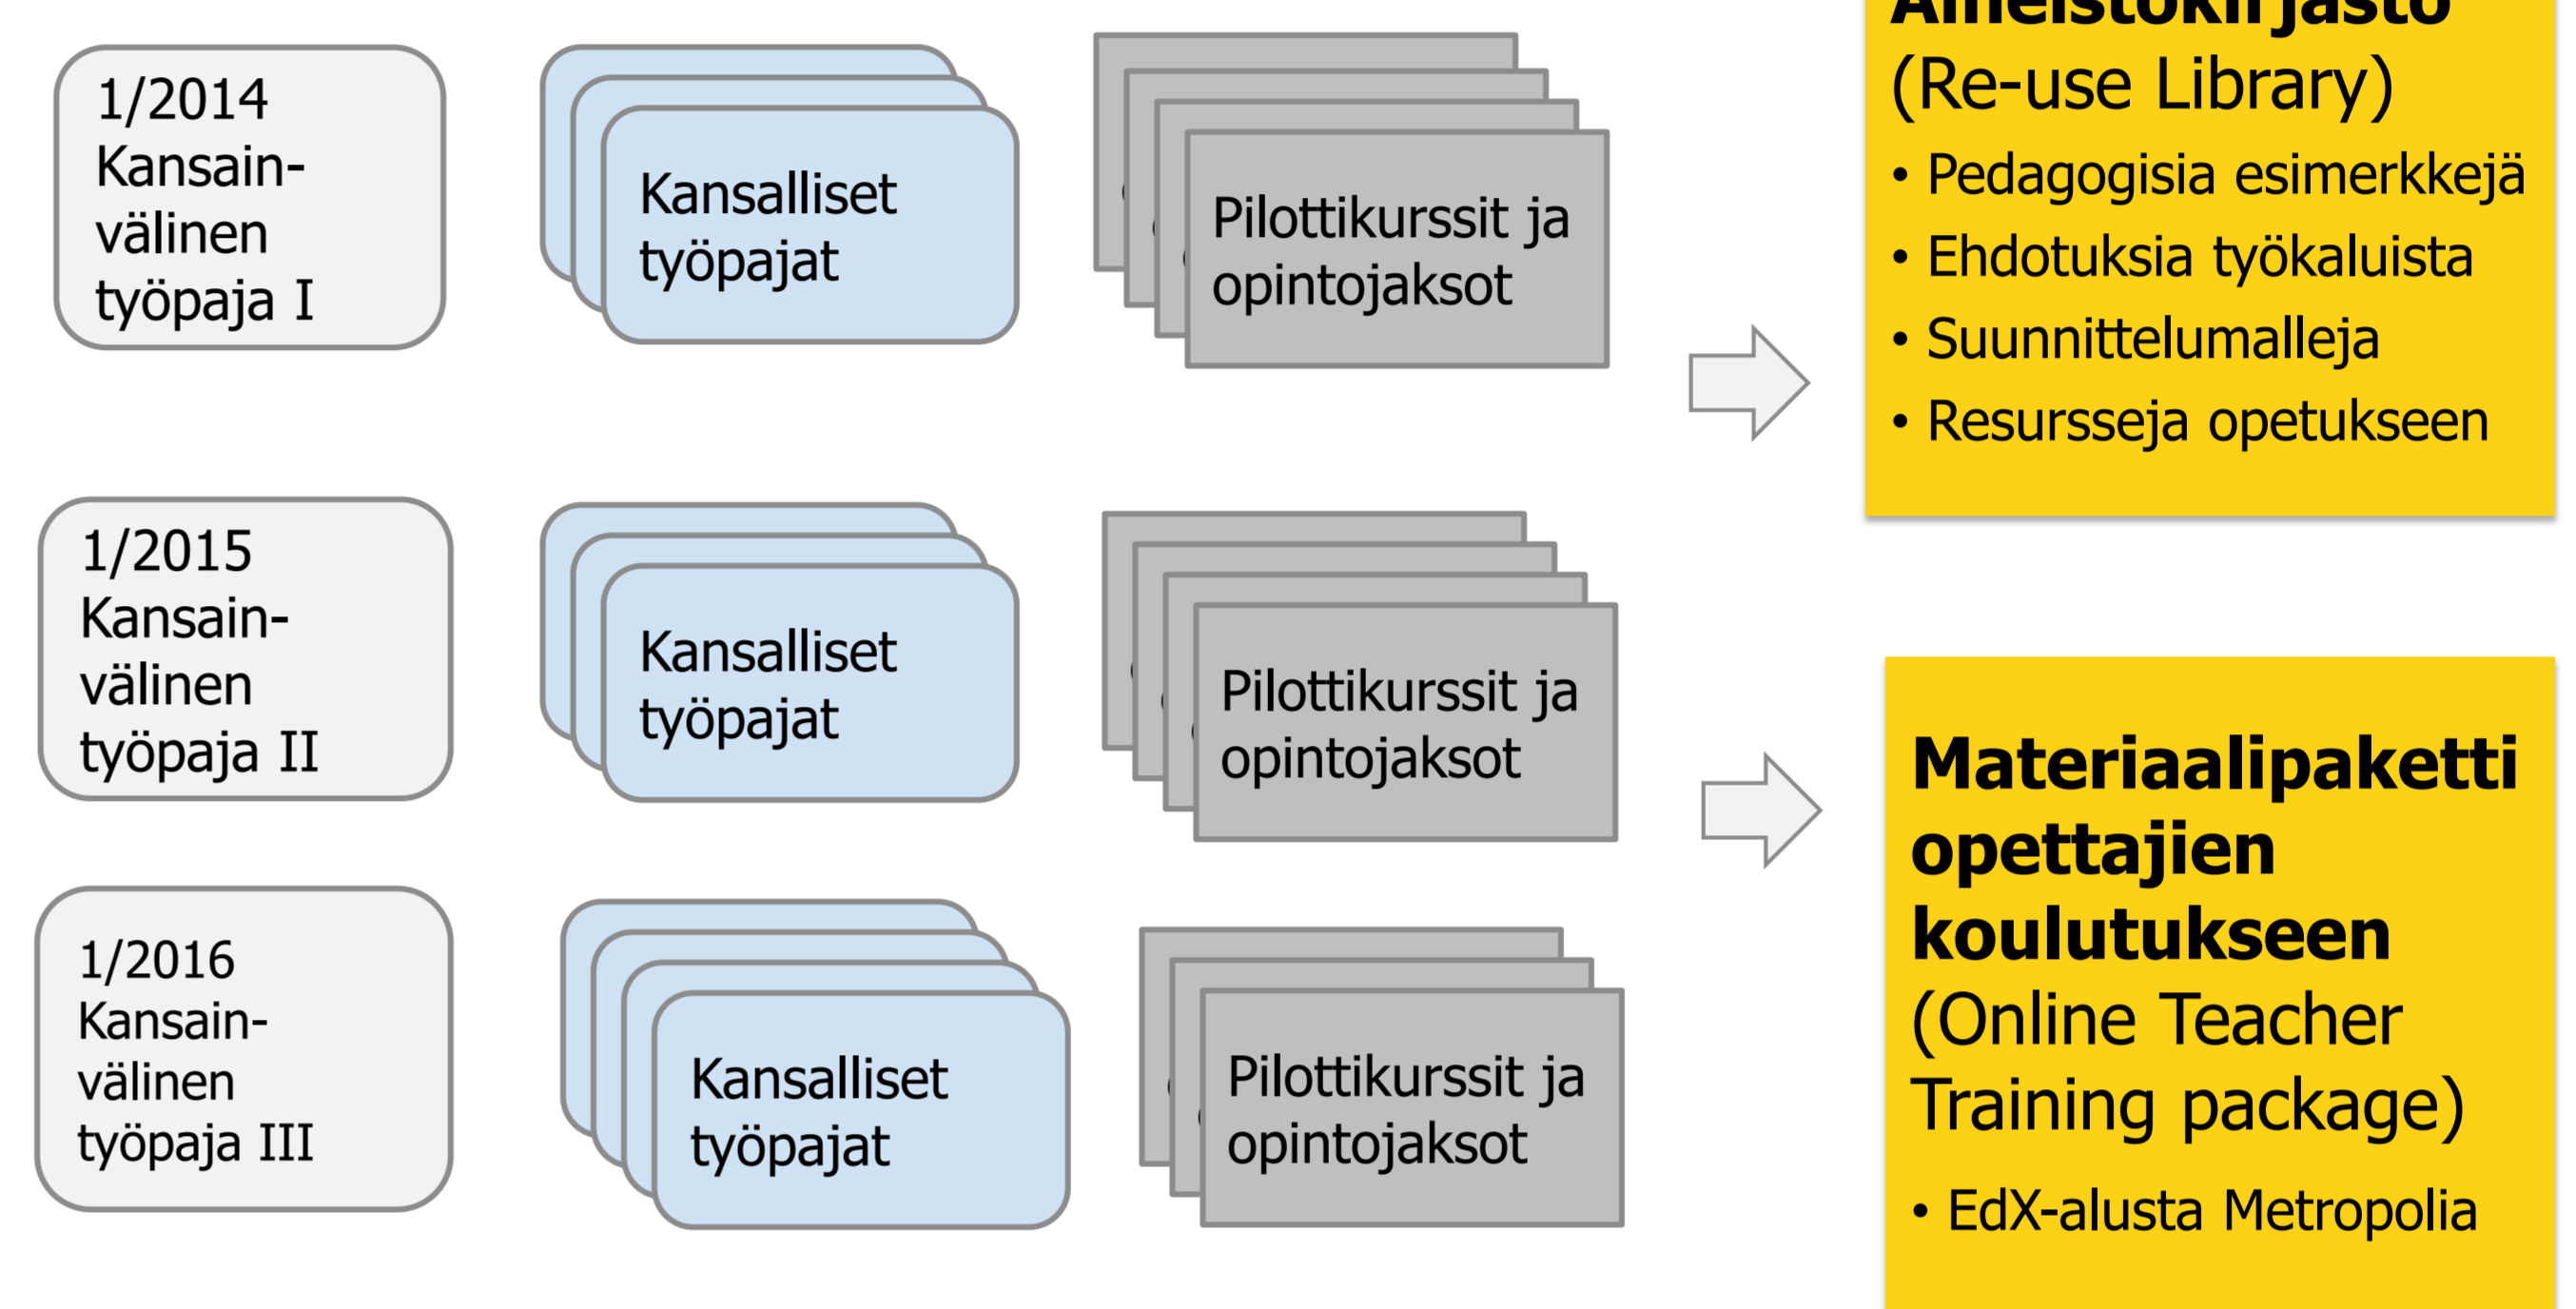 1/2014
Kansain-
välinen
työpaja I
Kansalliset
työpajat
Pilottikurssit ja
opintojaksot
Aineistokirjasto
(Re-use Library)
• Pedagogisia esimerkkejä
• Ehdotuksia työkaluista
• Suunnittelumalleja
• Resursseja opetukseen
1/2015
Kansain-
välinen
työpaja II
Kansalliset
työpajat
Pilottikurssit ja
opintojaksot
1/2016
Kansain-
välinen
työpaja III
Kansalliset
työpajat
Pilottikurssit ja
opintojaksot
Materiaalipaketti
opettajien
koulutukseen
(Online Teacher
Training package)
• EdX-alusta Metropolia